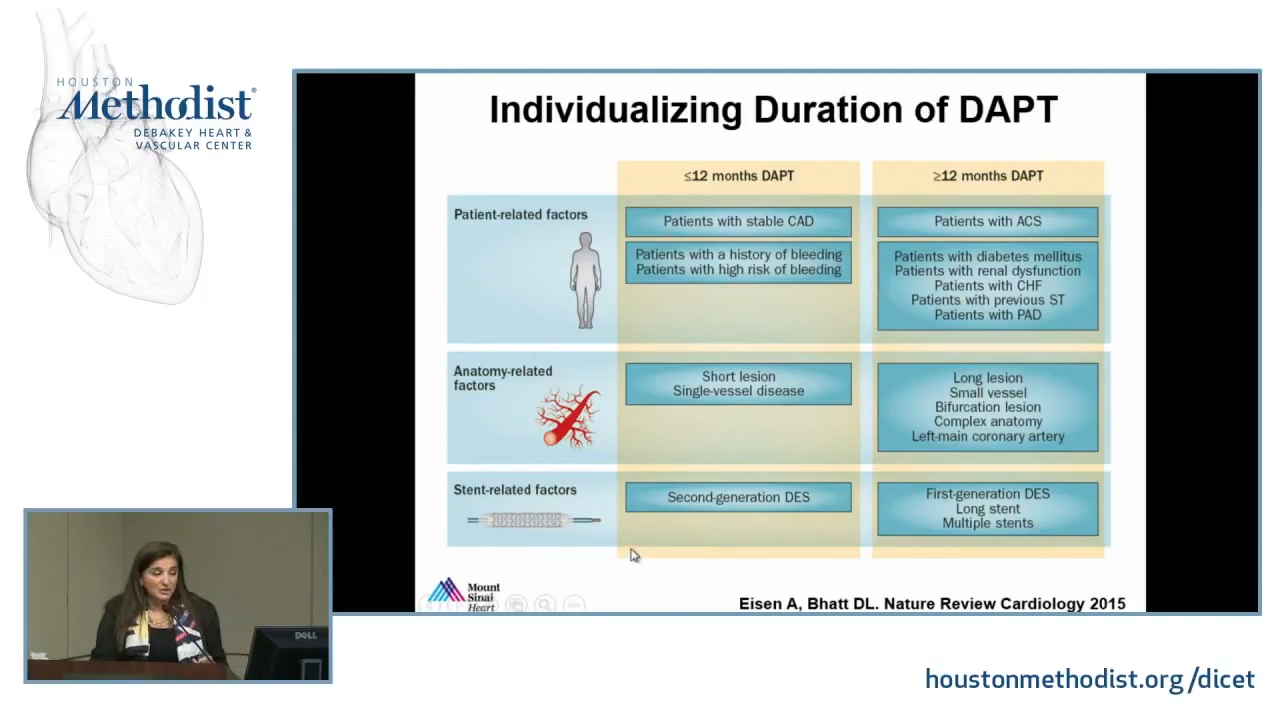 HOUSTON
Methodist®
DEBAKEY HEART &
VASCULAR CENTER
Individualizing Duration of DAPT
≤12 months DAPT
≥12 months DAPT
Patient-related factors
Patients with stable CAD
Patients with a history of bleeding
Patients with high risk of bleeding
Patients with ACS
Patients with diabetes mellitus
Patients with renal dysfunction
Patients with CHF
Patients with previous ST
Patients with PAD
Anatomy-related
factors
Short lesion
Single-vessel disease
Long lesion
Small vessel
Bifurcation lesion
Complex anatomy
Left-main coronary artery
Stent-related factors
Second-generation DES
First-generation DES
Long stent
Multiple stents
Mount
Sinai
Heart
Eisen A, Bhatt DL. Nature Review Cardiology 2015
DELL
houstonmethodist.org/dicet